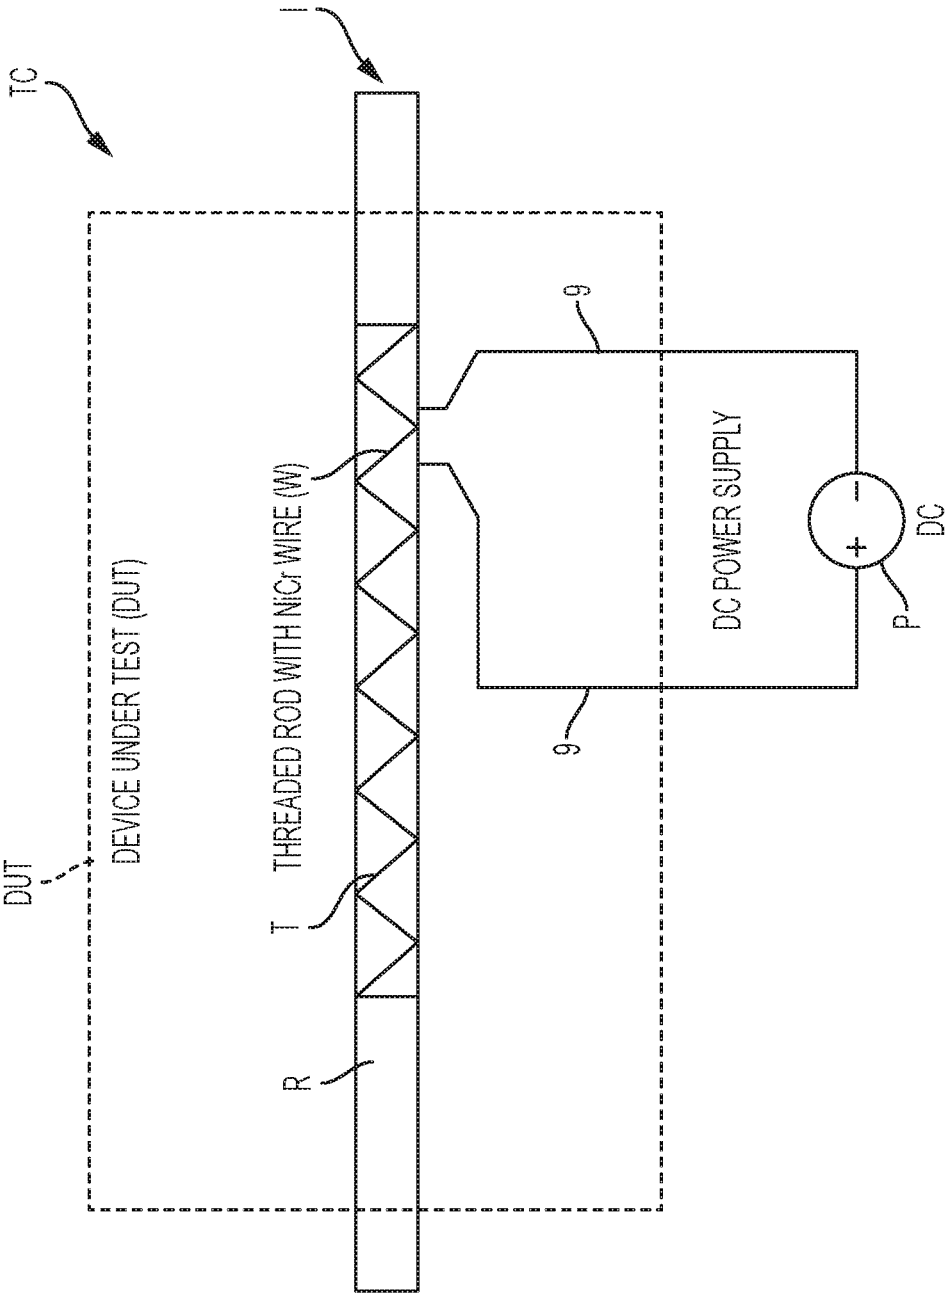 DUT
TC
DEVICE UNDER TEST (DUT)
T
THREADED ROD WITH NiCr WIRE (W)
I
R
9
9
DC POWER SUPPLY
+ -
P
DC